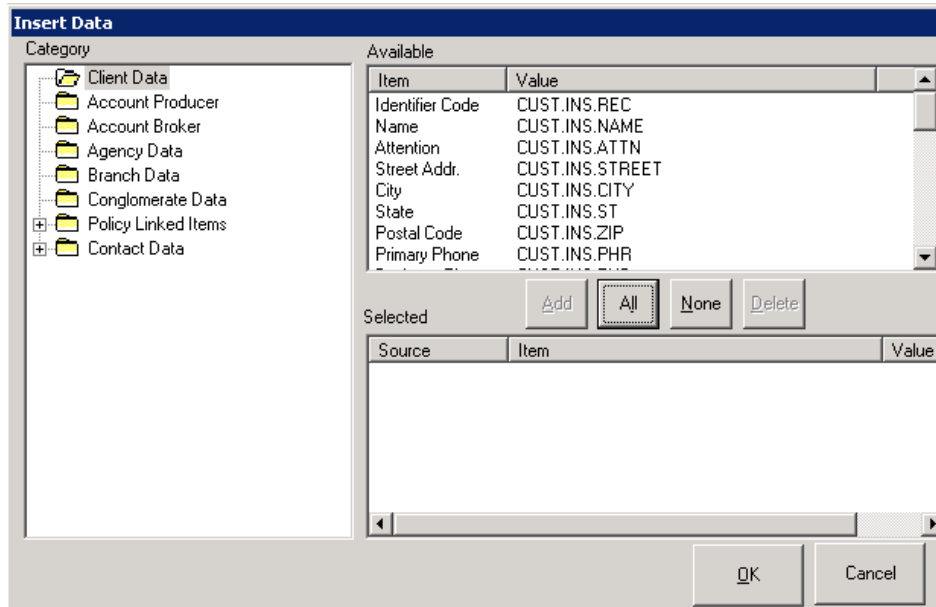 Insert Data
Category
Client Data
Account Producer
Account Broker
Agency Data
Branch Data
Conglomerate Data
Policy Linked Items
Contact Data
Available
Item Value
Identifier Code CUST.INS.REC
Name CUST.INS.NAME
Attention CUST.INS.ATTN
Street Addr. CUST.INS.STREET
City CUST.INS.CITY
State CUST.INS.ST
Postal Code CUST.INS.ZIP
Primary Phone CUST.INS.PHR
Add All None Delete
Selected
Source Item Value
OK Cancel